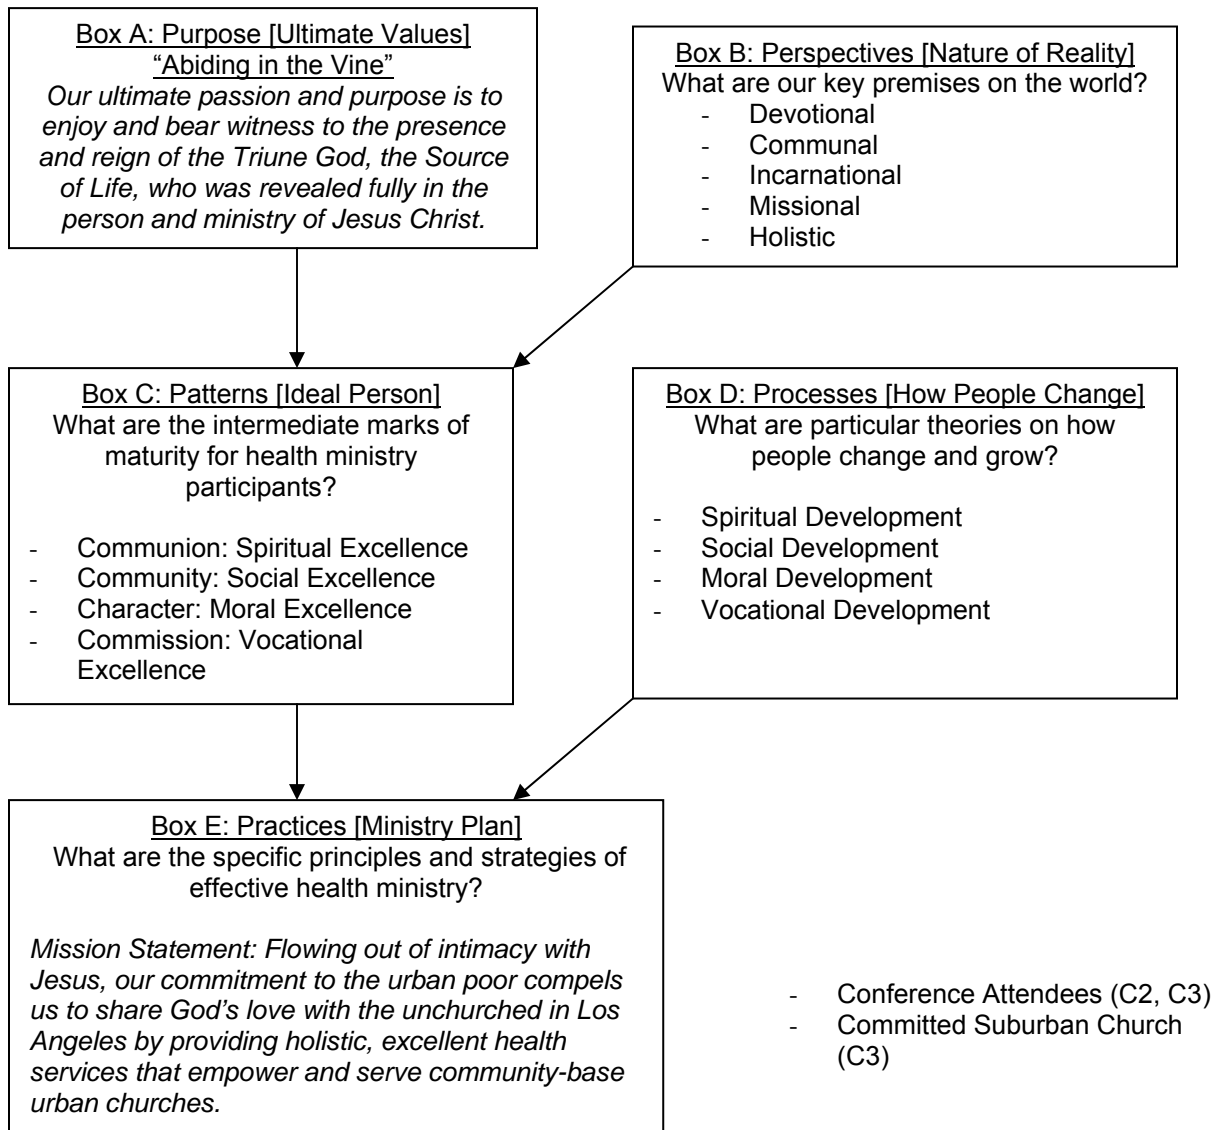 Box A: Purpose [Ultimate Values]
“Abiding in the Vine”
Our ultimate passion and purpose is to
enjoy and bear witness to the presence
and reign of the Triune God, the Source
of Life, who was revealed fully in the
person and ministry of Jesus Christ.
Box B: Perspectives [Nature of Reality]
What are our key premises on the world?
- Devotional
- Communal
- Incarnational
- Missional
- Holistic
Box C: Patterns [Ideal Person]
What are the intermediate marks of
maturity for health ministry
participants?
- Communion: Spiritual Excellence
- Community: Social Excellence
- Character: Moral Excellence
- Commission: Vocational
Excellence
Box D: Processes [How People Change]
What are particular theories on how
people change and grow?
- Spiritual Development
- Social Development
- Moral Development
- Vocational Development
Box E: Practices [Ministry Plan]
What are the specific principles and strategies of
effective health ministry?
Mission Statement: Flowing out of intimacy with
Jesus, our commitment to the urban poor compels
us to share God’s love with the unchurched in Los
Angeles by providing holistic, excellent health
services that empower and serve community-base
urban churches.
- Conference Attendees (C2, C3)
- Committed Suburban Church
(C3)